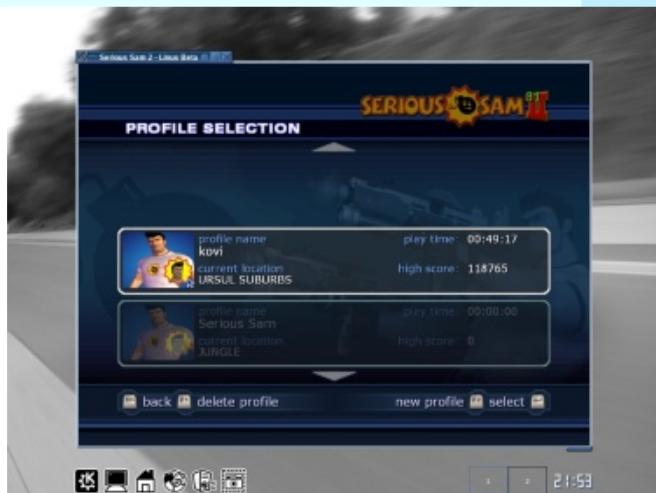 Serious Sam 2 - Linux Beta
SERIOUS SAM II
PROFILE SELECTION
profile name
kovi
play time: 00:49:17
current location
URSUL SUBURBS
high score: 118765
profile name
Serious Sam
play time: 00:00:00
current location
JUNGLE
high score: 0
back delete profile new profile select
1 2 21:53